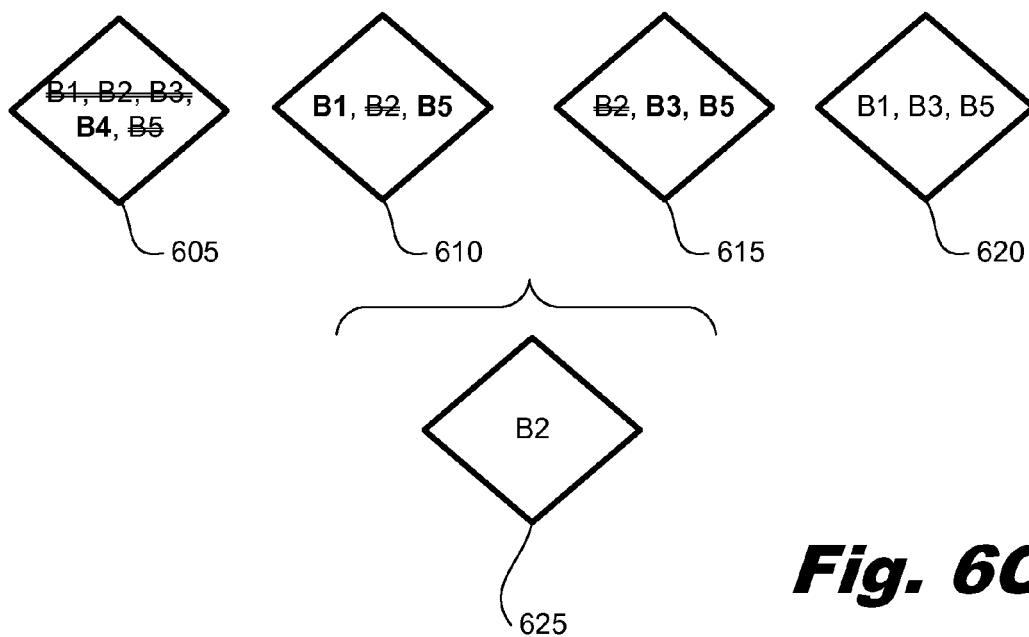 B1, B2, B3,
B4, B5
B1, B2, B5
B2, B3, B5
B1, B3, B5
605
610
615
620
B2
625
Fig. 6C